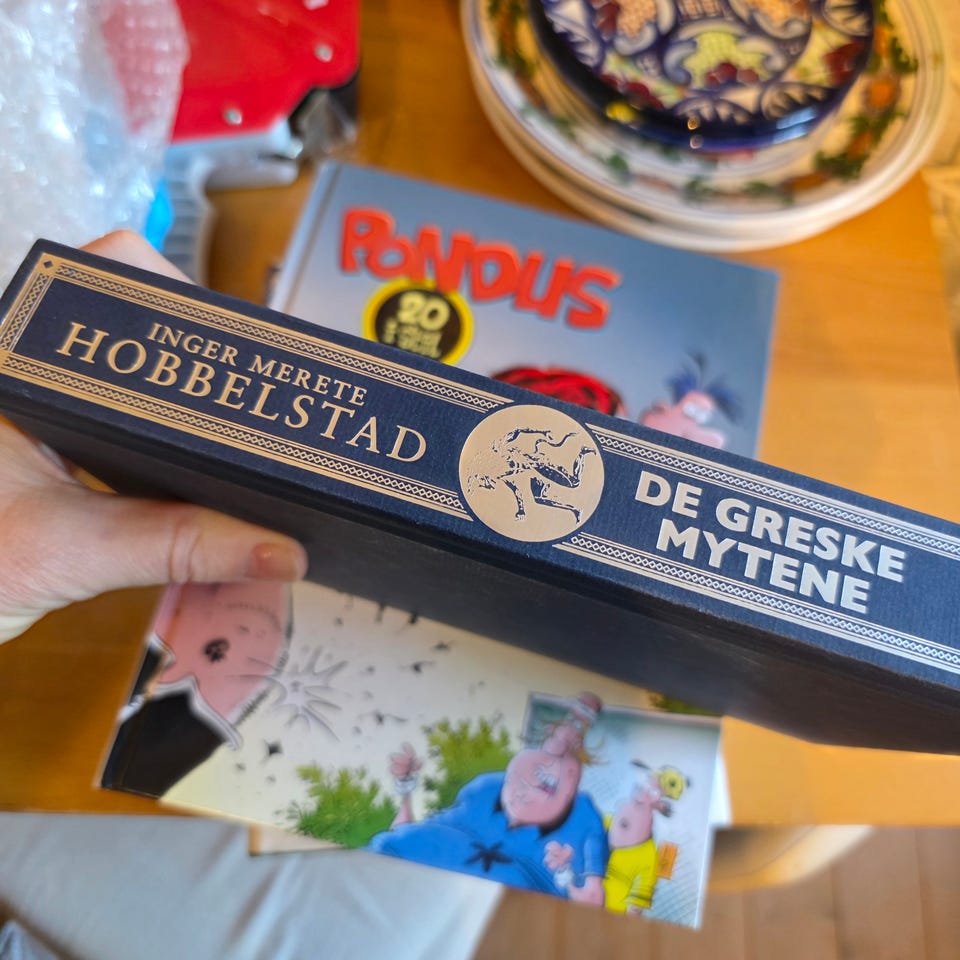 PONDUS
20
INGER MERETE
HOBBELSTAD
DE GRESKE
MYTENE